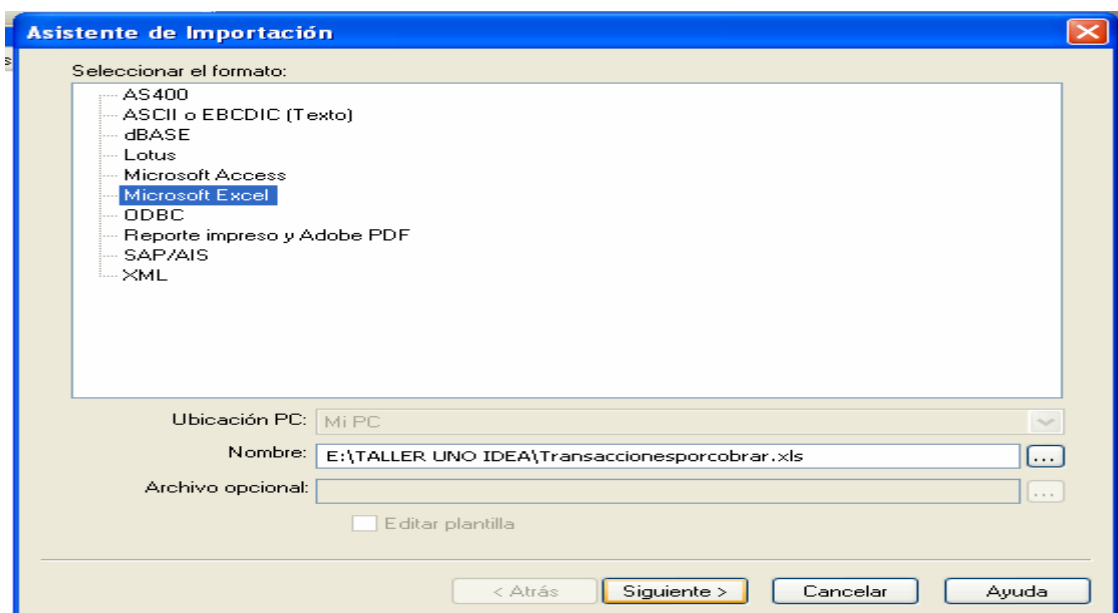 Asistente de Importación
s
Seleccionar el formato:
AS400
ASCII o EBCDIC (Texto)
dBASE
Lotus
Microsoft Access
Microsoft Excel
ODBC
Reporte impreso y Adobe PDF
SAP/AIS
XML
Ubicación PC: Mi PC
Nombre: E:\TALLER UNO IDEA\Transaccionesporcobrar.xls ...
Archivo opcional: ...
Editar plantilla
< Atrás Siguiente > Cancelar Ayuda